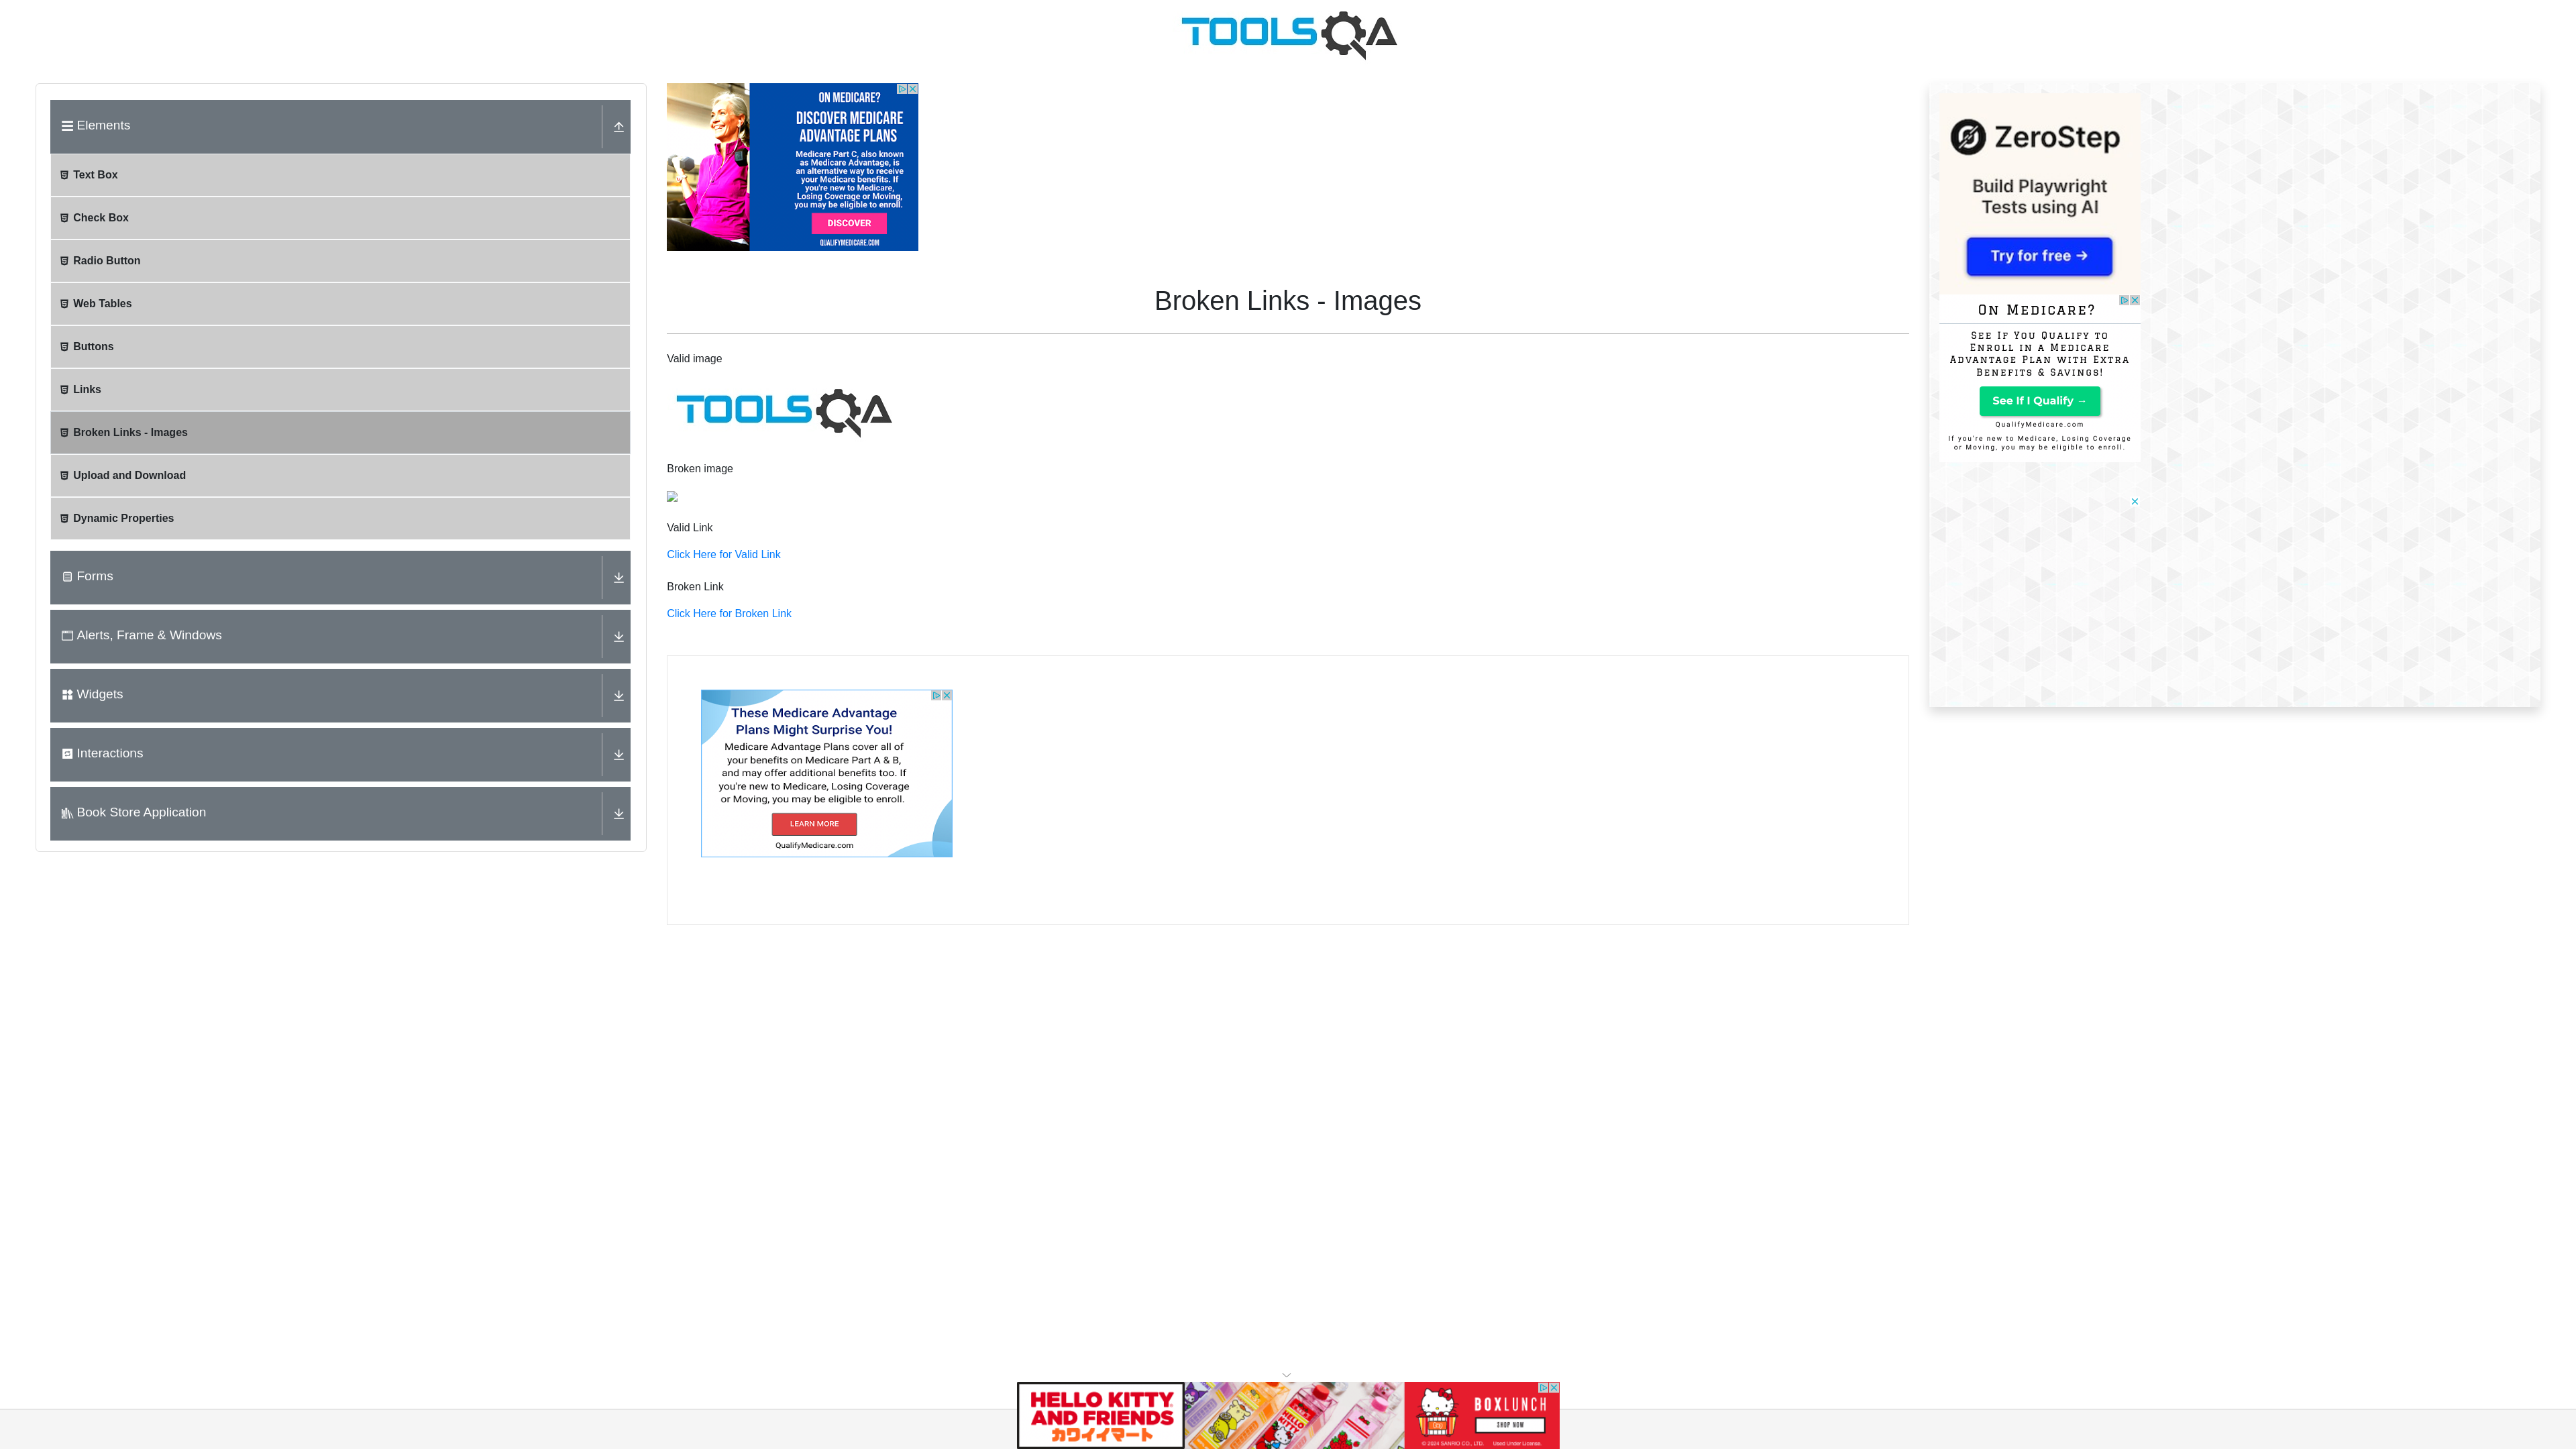 TOOLSQA
Elements
Text Box
Check Box
Radio Button
Web Tables
Buttons
Links
Broken Links - Images
Upload and Download
Dynamic Properties
Forms
Alerts, Frame & Windows
Widgets
Interactions
Book Store Application
ON MEDICARE?
DISCOVER MEDICARE
ADVANTAGE PLANS
Medicare Part C, also known
as Medicare Advantage, is
an alternative way to receive
your Medicare benefits. If
you're new to Medicare,
Losing Coverage or Moving,
you may be eligible to enroll.
DISCOVER
QUALIFYMEDICARE.COM
Broken Links - Images
Valid image
TOOLSQA
Broken image
Valid Link
Click Here for Valid Link
Broken Link
Click Here for Broken Link
These Medicare Advantage
Plans Might Surprise You!
Medicare Advantage Plans cover all of
your benefits on Medicare Part A & B,
and may offer additional benefits too. If
you're new to Medicare, Losing Coverage
or Moving, you may be eligible to enroll.
LEARN MORE
QualifyMedicare.com
ZeroStep
Build Playwright
Tests using AI
Try for free →
On Medicare?
See If You Qualify to
Enroll in a Medicare
Advantage Plan with Extra
Benefits & Savings!
See If I Qualify →
QualifyMedicare.com
If you're new to Medicare, Losing Coverage
or Moving, you may be eligible to enroll.
HELLO KITTY
AND FRIENDS
カワイイマート
HELLO KITTY
BOXLUNCH
SHOP NOW
© 2024 SANRIO CO., LTD. Used Under License.